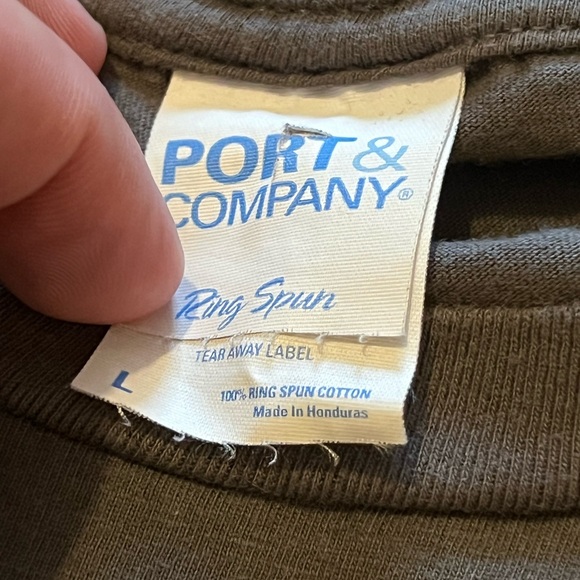 PORT &
COMPANY®
Ring Spun
TEAR AWAY LABEL
L
100% RING SPUN COTTON
Made In Honduras